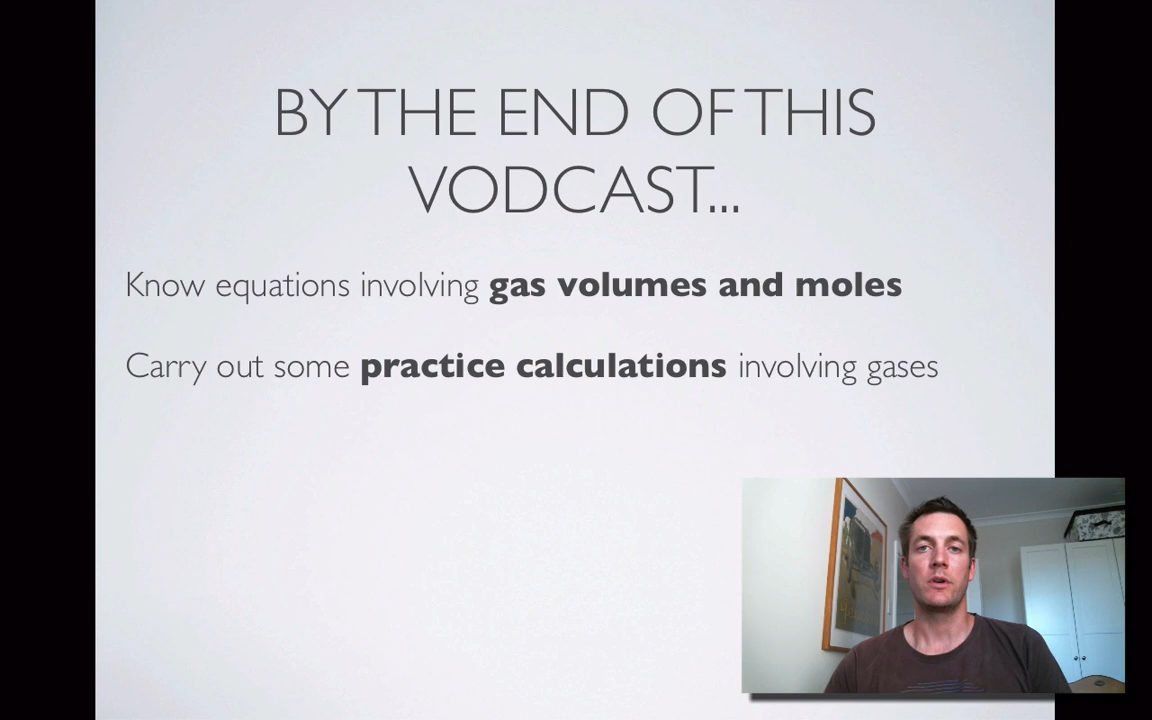 BY THE END OF THIS
VODCAST...
Know equations involving gas volumes and moles
Carry out some practice calculations involving gases